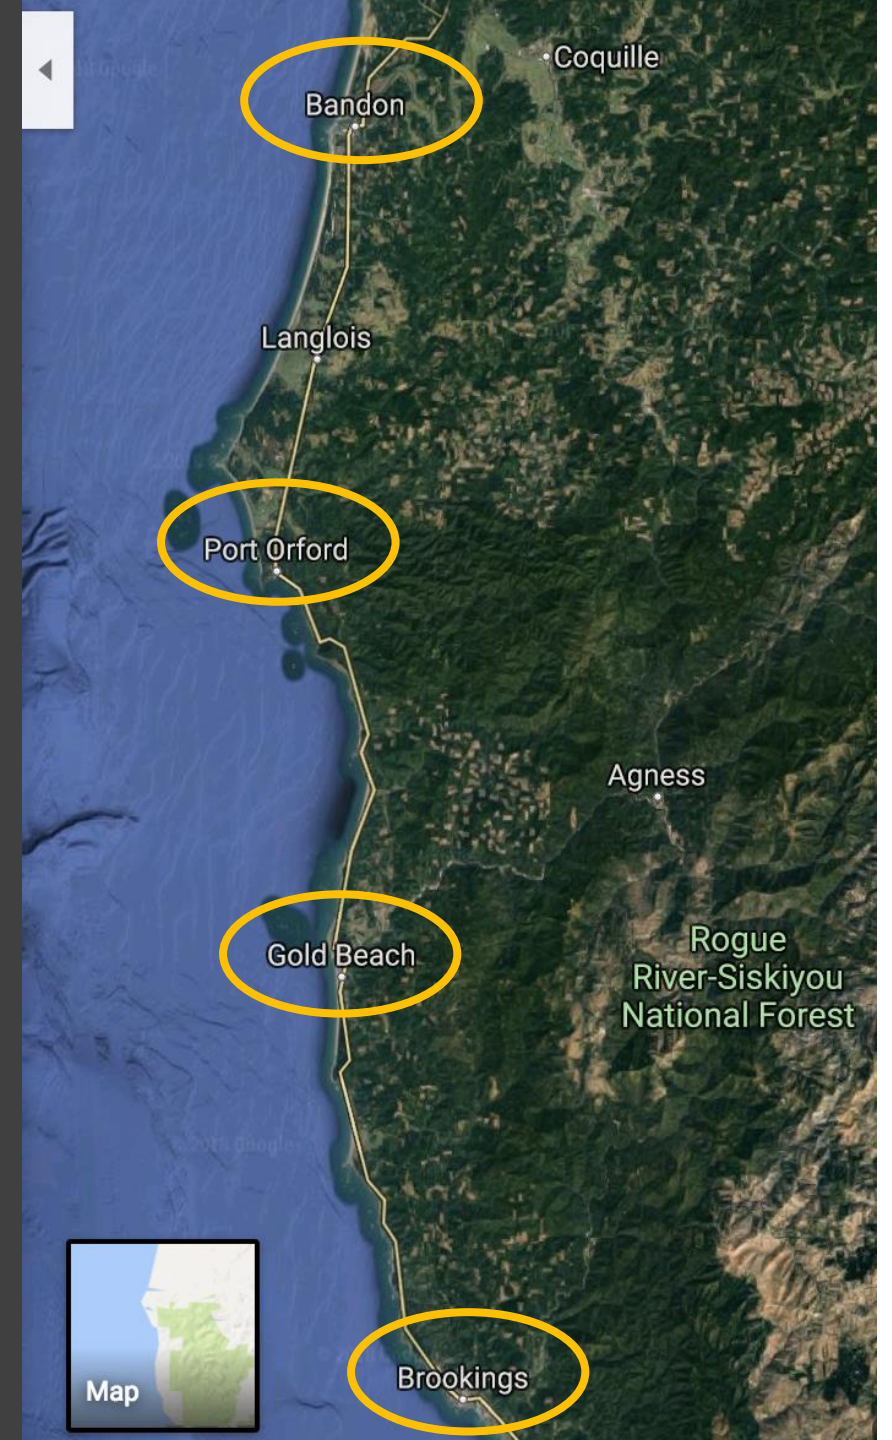 Coquille
Bandon
Langlois
Port Orford
Agness
Gold Beach
Rogue
River-Siskiyou
National Forest
Brookings
Map